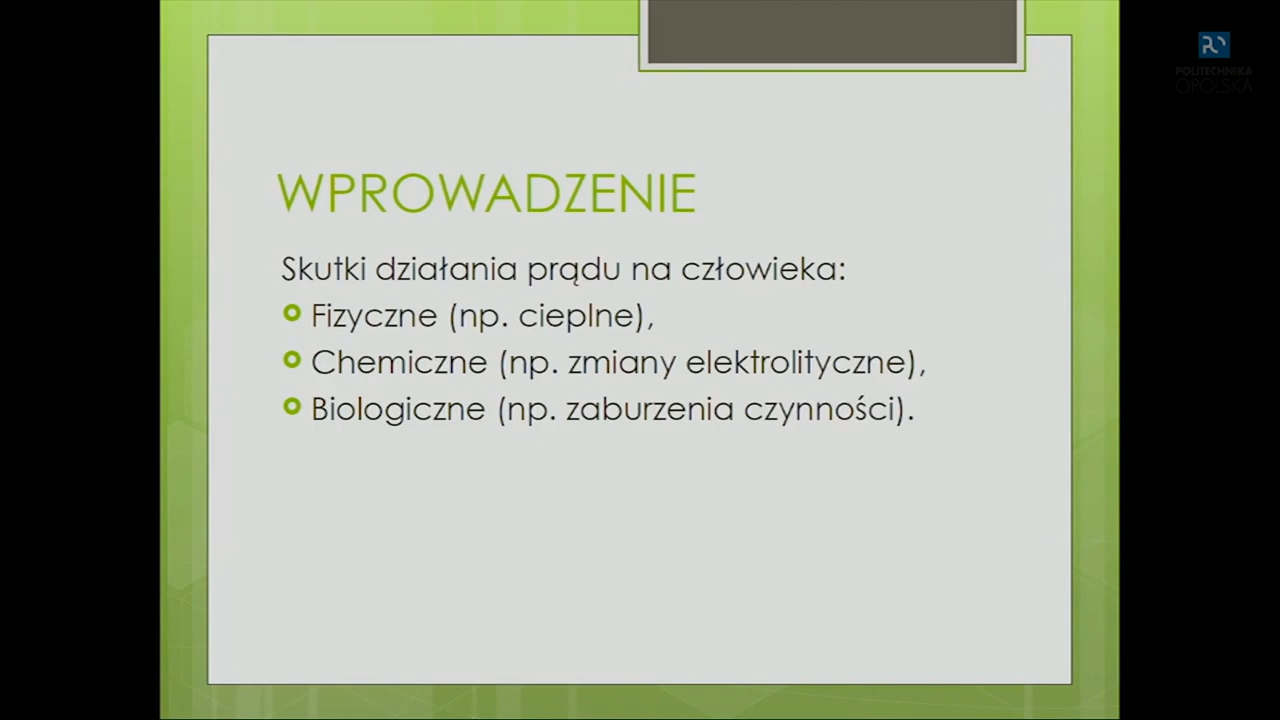 POLITECHNIKA
OPOLSKA
WPROWADZENIE
Skutki działania prądu na człowieka:
Fizyczne (np. cieplne),
Chemiczne (np. zmiany elektrolityczne),
Biologiczne (np. zaburzenia czynności).